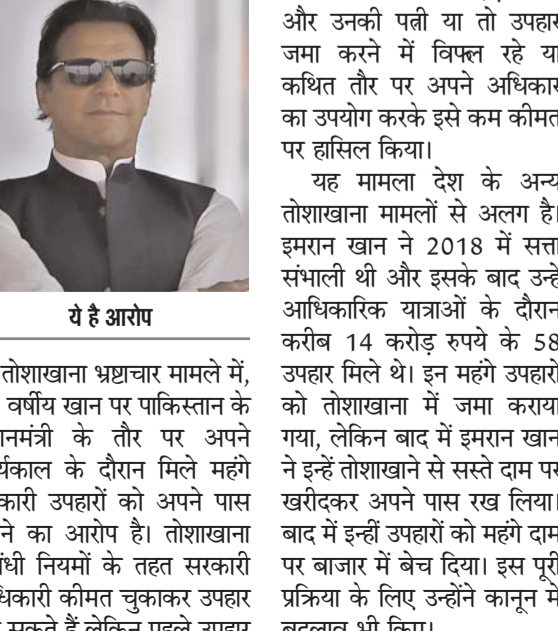 ये है आरोप
तोशाखाना भ्रष्टाचार मामले में,
वर्षीय खान पर पाकिस्तान के
ानमंत्री के तौर पर अपने
र्यकाल के दौरान मिले महंगे
कारी उपहारों को अपने पास
ने का आरोप है। तोशाखाना
ंधी नियमों के तहत सरकारी
धिकारी कीमत चुकाकर उपहार
सकते हैं लेकिन पहले उपहार
और उनकी पत्नी या तो उपहार
जमा करने में विफल रहे या
कथित तौर पर अपने अधिकार
का उपयोग करके इसे कम कीमत
पर हासिल किया।
यह मामला देश के अन्य
तोशाखाना मामलों से अलग है।
इमरान खान ने 2018 में सत्ता
संभाली थी और इसके बाद उन्हें
आधिकारिक यात्राओं के दौरान
करीब 14 करोड़ रुपये के 58
उपहार मिले थे। इन महंगे उपहारों
को तोशाखाना में जमा कराया
गया, लेकिन बाद में इमरान खान
ने इन्हें तोशाखाने से सस्ते दाम पर
खरीदकर अपने पास रख लिया।
बाद में इन्हीं उपहारों को महंगे दाम
पर बाजार में बेच दिया। इस पूरी
प्रक्रिया के लिए उन्होंने कानून में
बदलाव भी किए।